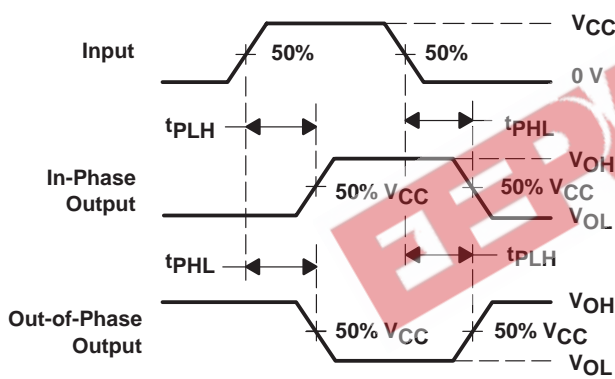 VCC
Input
50%
50%
0 V
tPLH
tPHL
In-Phase
Output
VOH
50% VCC
50% VCC
VOL
tPHL
tPLH
Out-of-Phase
Output
VOH
50% VCC
50% VCC
VOL